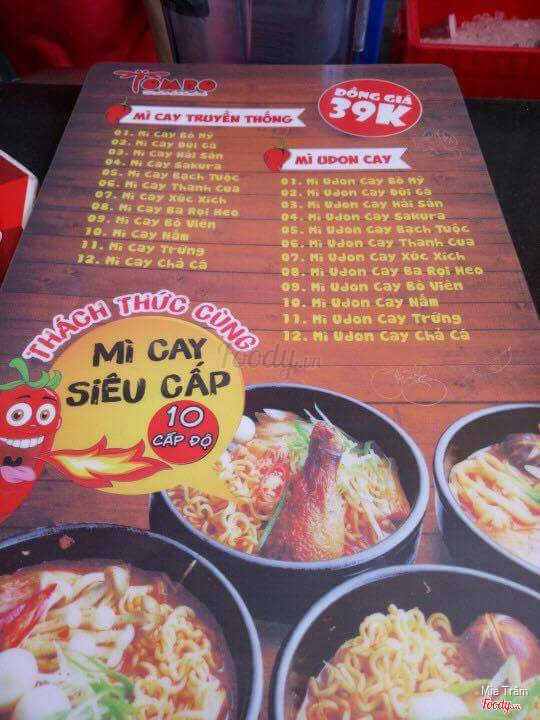 TOMBO
ĐỒNG GIÁ
39K
MÌ CAY TRUYỀN THỐNG
01. Mì Cay Bò Mỹ
02. Mì Cay Đùi Gà
03. Mì Cay Hải Sản
04. Mì Cay Sakura
05. Mì Cay Bạch Tuộc
06. Mì Cay Thanh Cua
07. Mì Cay Xúc Xích
08. Mì Cay Ba Rọi Heo
09. Mì Cay Bò Viên
10. Mì Cay Nấm
11. Mì Cay Trứng
12. Mì Cay Chả Cá
MÌ UDON CAY
01. Mì Udon Cay Bò Mỹ
02. Mì Udon Cay Đùi Gà
03. Mì Udon Cay Hải Sản
04. Mì Udon Cay Sakura
05. Mì Udon Cay Bạch Tuộc
06. Mì Udon Cay Thanh Cua
07. Mì Udon Cay Xúc Xích
08. Mì Udon Cay Ba Rọi Heo
09. Mì Udon Cay Bò Viên
10. Mì Udon Cay Nấm
11. Mì Udon Cay Trứng
12. Mì Udon Cay Chả Cá
THÁCH THỨC CÙNG
MÌ CAY
SIÊU CẤP
10
CẤP ĐỘ
Foody.vn
Mia Trâm
Foody.vn